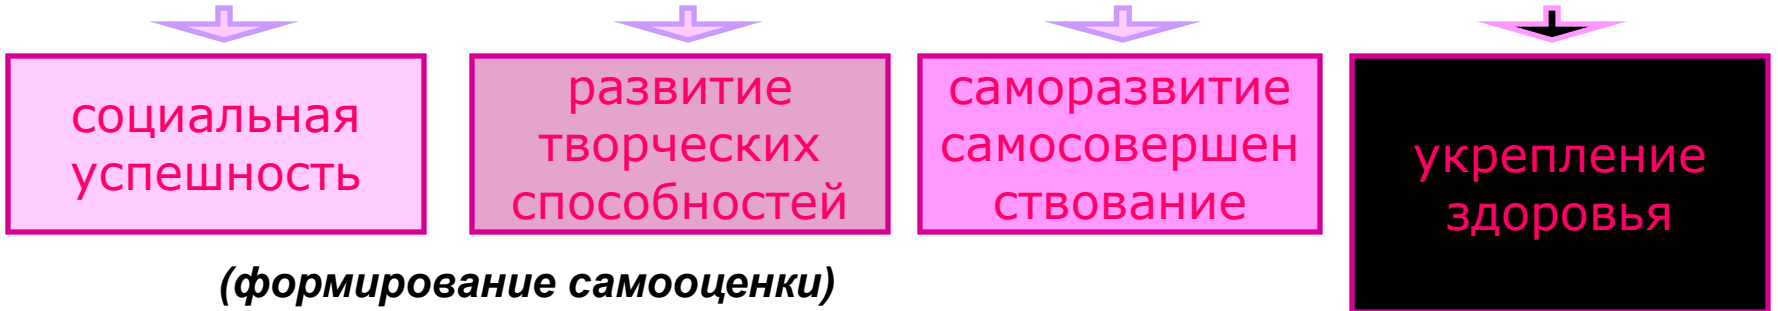 социальная
успешность
развитие
творческих
способностей
саморазвитие
самосовершен
ствование
укрепление
здоровья
(формирование самооценки)